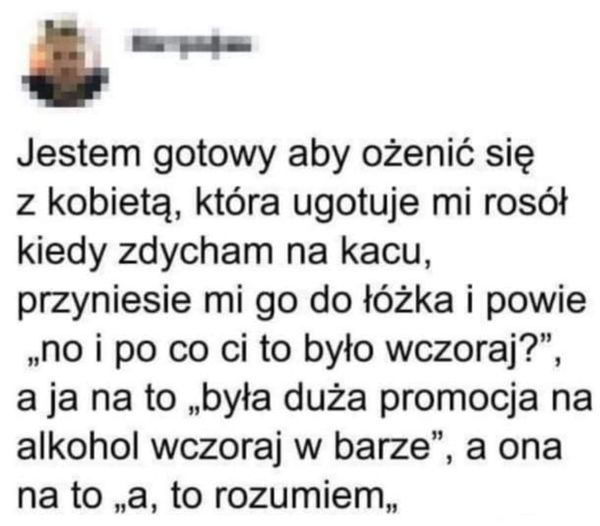 Jestem gotowy aby ożenić się
z kobietą, która ugotuje mi rosół
kiedy zdycham na kacu,
przyniesie mi go do łóżka i powie
„no i po co ci to było wczoraj?”,
a ja na to „była duża promocja na
alkohol wczoraj w barze”, a ona
na to „a, to rozumiem„